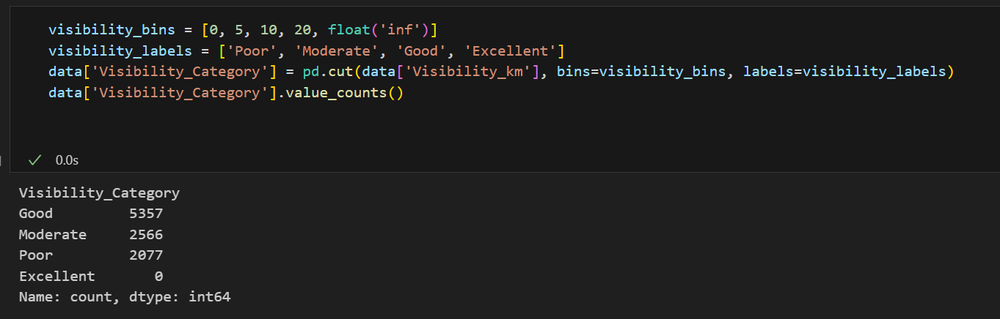 visibility_bins = [0, 5, 10, 20, float('inf')]
visibility_labels = ['Poor', 'Moderate', 'Good', 'Excellent']
data['Visibility_Category'] = pd.cut(data['Visibility_km'], bins=visibility_bins, labels=visibility_labels)
data['Visibility_Category'].value_counts()
0.0s
Visibility_Category
Good         5357
Moderate     2566
Poor         2077
Excellent       0
Name: count, dtype: int64